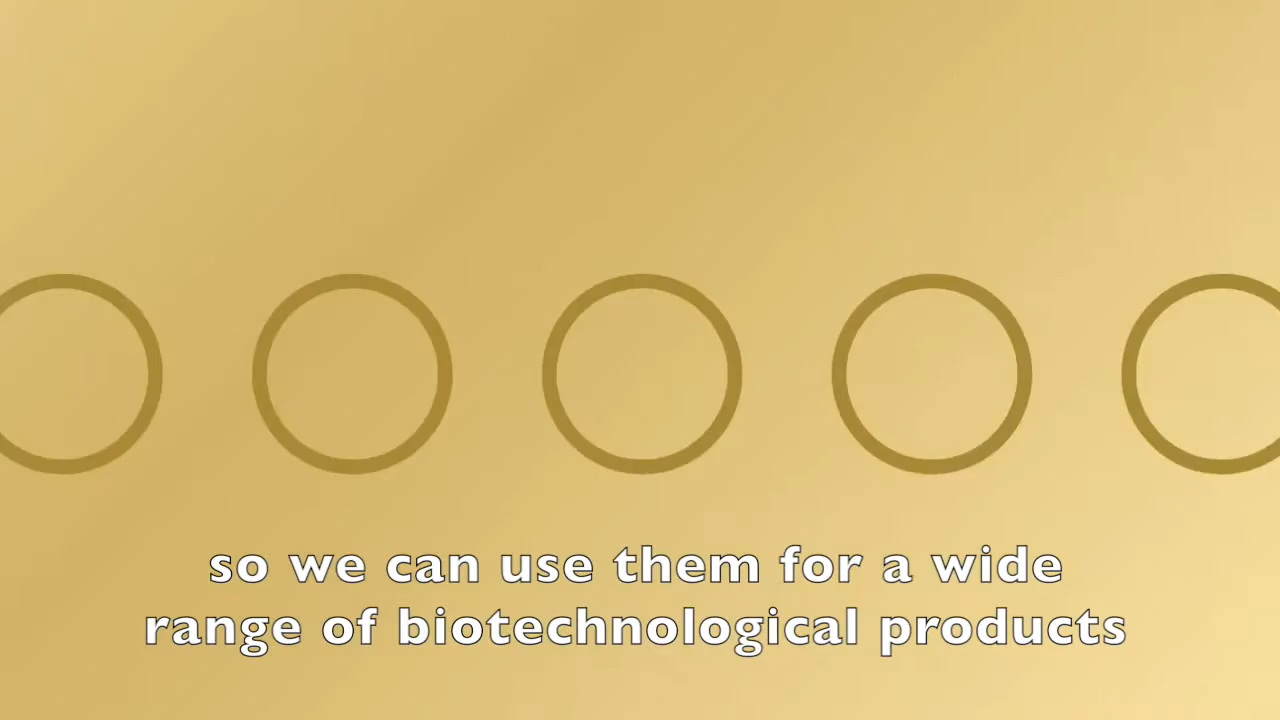 so we can use them for a wide
range of biotechnological products